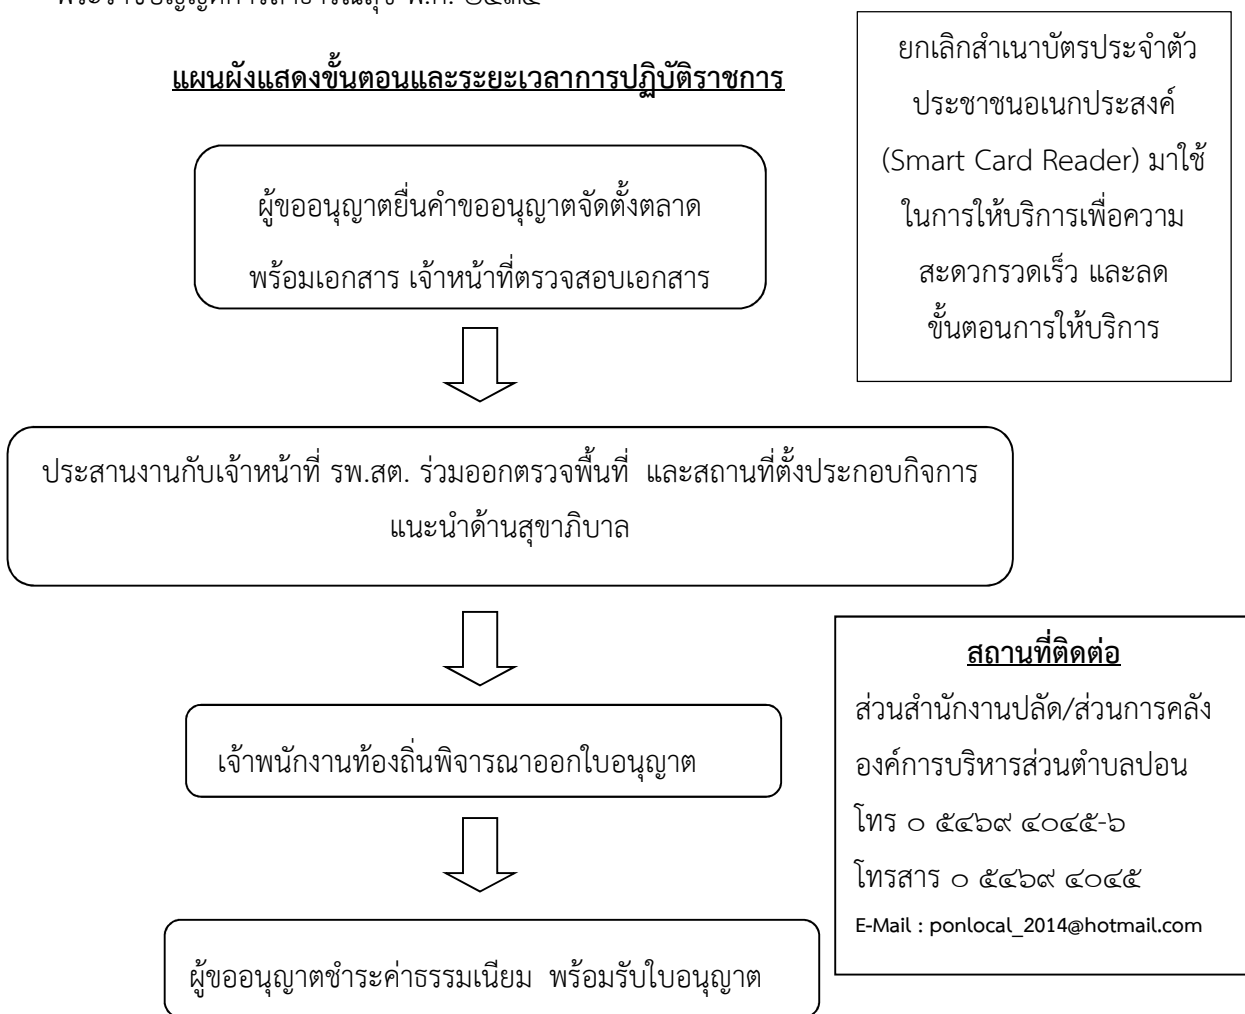 แผนผังแสดงขั้นตอนและระยะเวลาการปฏิบัติราชการ
ผู้ขออนุญาตยื่นคำขออนุญาตจัดตั้งตลาด
พร้อมเอกสาร เจ้าหน้าที่ตรวจสอบเอกสาร
ยกเลิกสำเนาบัตรประจำตัว
ประชาชนอเนกประสงค์
(Smart Card Reader) มาใช้
ในการให้บริการเพื่อความ
สะดวกรวดเร็ว และลด
ขั้นตอนการให้บริการ
ประสานงานกับเจ้าหน้าที่ รพ.สต. ร่วมออกตรวจพื้นที่ และสถานที่ตั้งประกอบกิจการ
แนะนำด้านสุขาภิบาล
เจ้าพนักงานท้องถิ่นพิจารณาออกใบอนุญาต
สถานที่ติดต่อ
ส่วนสำนักงานปลัด/ส่วนการคลัง
องค์การบริหารส่วนตำบลปอน
โทร ๐ ๕๔๖๙ ๔๐๔๕-๖
โทรสาร ๐ ๕๔๖๙ ๔๐๔๕
E-Mail : ponlocal_2014@hotmail.com
ผู้ขออนุญาตชำระค่าธรรมเนียม พร้อมรับใบอนุญาต